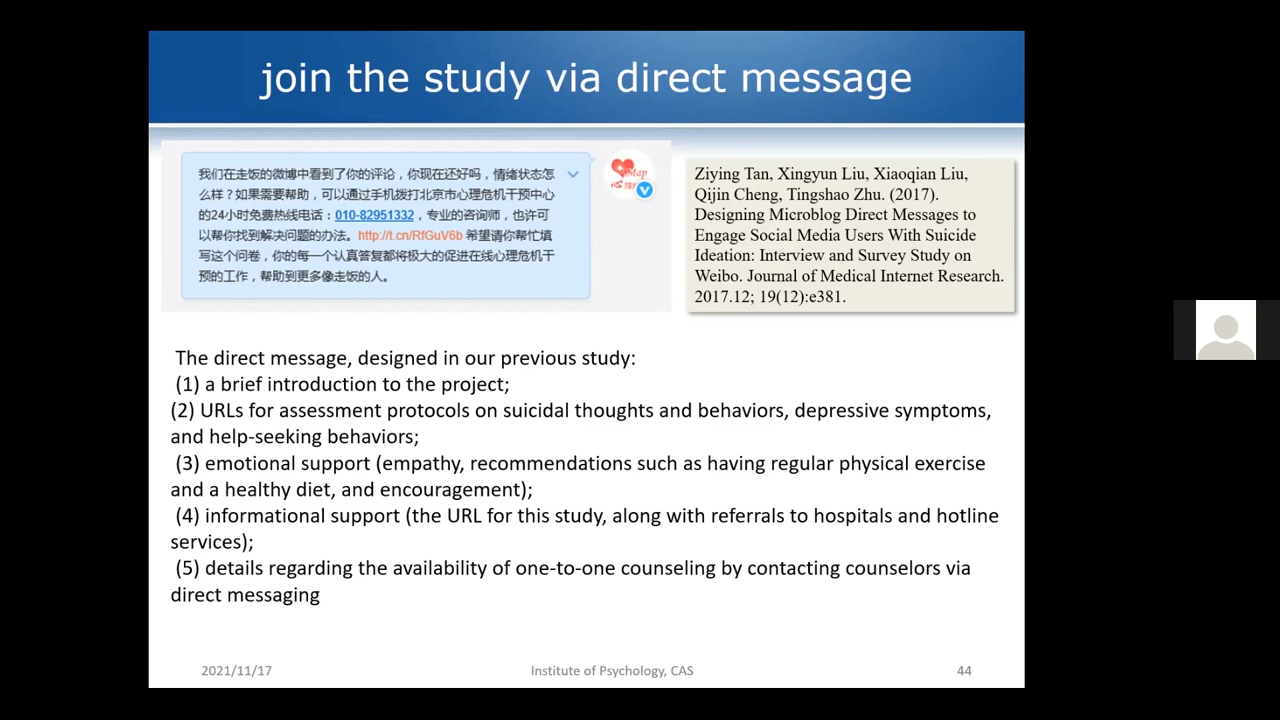 join the study via direct message
我们在走饭的微博中看到了你的评论，你现在还好吗，情绪状态怎
么样？如果需要帮助，可以通过手机拨打北京市心理危机干预中心
的24小时免费热线电话：010-82951332，专业的咨询师，也许可
以帮你找到解决问题的办法。http://t.cn/RfGuV6b 希望请你帮忙填
写这个问卷，你的每一个认真答复都将极大的促进在线心理危机干
预的工作，帮助到更多像走饭的人。
Ziying Tan, Xingyun Liu, Xiaoqian Liu,
Qijin Cheng, Tingshao Zhu. (2017).
Designing Microblog Direct Messages to
Engage Social Media Users With Suicide
Ideation: Interview and Survey Study on
Weibo. Journal of Medical Internet Research.
2017.12; 19(12):e381.
The direct message, designed in our previous study:
(1) a brief introduction to the project;
(2) URLs for assessment protocols on suicidal thoughts and behaviors, depressive symptoms,
and help-seeking behaviors;
(3) emotional support (empathy, recommendations such as having regular physical exercise
and a healthy diet, and encouragement);
(4) informational support (the URL for this study, along with referrals to hospitals and hotline
services);
(5) details regarding the availability of one-to-one counseling by contacting counselors via
direct messaging
2021/11/17
Institute of Psychology, CAS
44